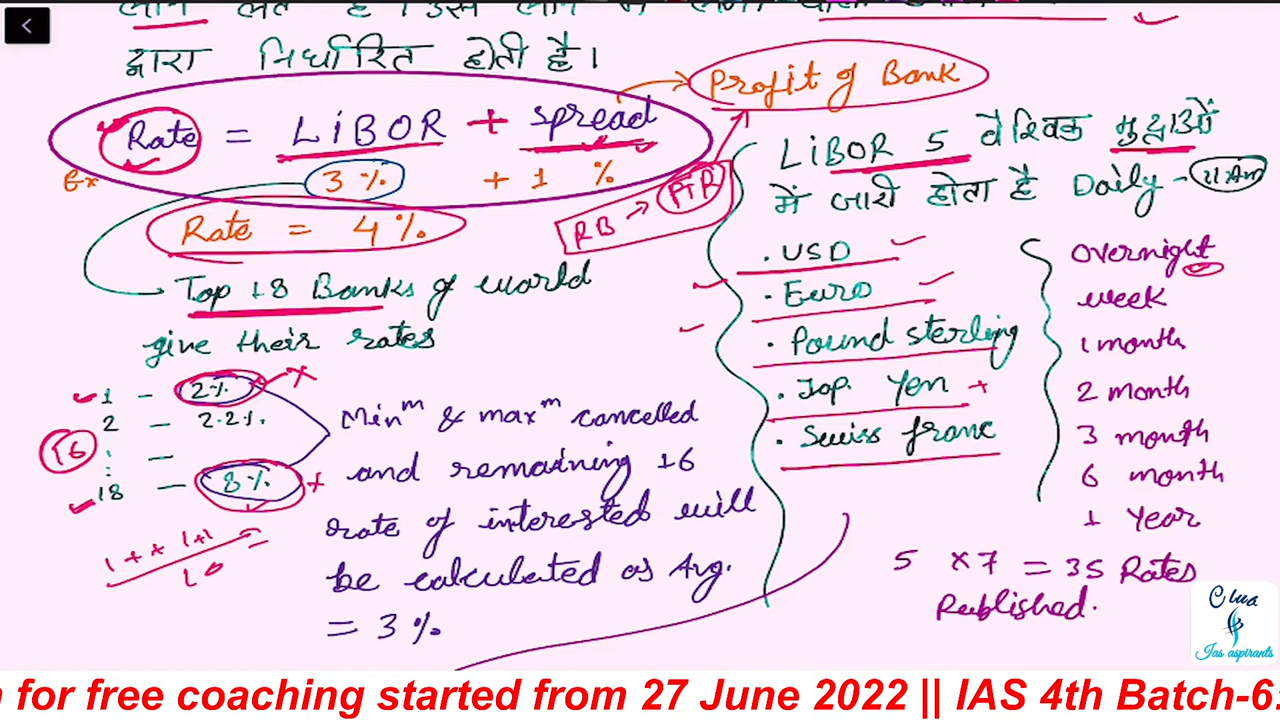 द्वारा निर्धारित होती है।
Profit of Bank
Rate = LiBOR + spread
Ex 3 % + 1 %
RB → PTR
Rate = 4%
Top 18 Banks of world
give their rates
1 - 2%
2 - 2.2%
16
18 - 8%
Minᵐ & maxᵐ cancelled
and remaining 16
rate of interested will
be calculated as Avg.
= 3 %
LiBOR 5 वैश्विक मुद्राओं
में जारी होता है Daily - 11 Am
. USD
. Euro
. Pound sterling
. Jap. Yen
. Swiss franc
overnight
week
1 month
2 month
3 month
6 month
1 Year
5 x 7 = 35 Rates
Published.
Clua
Ias aspirants
for free coaching started from 27 June 2022 || IAS 4th Batch-6: